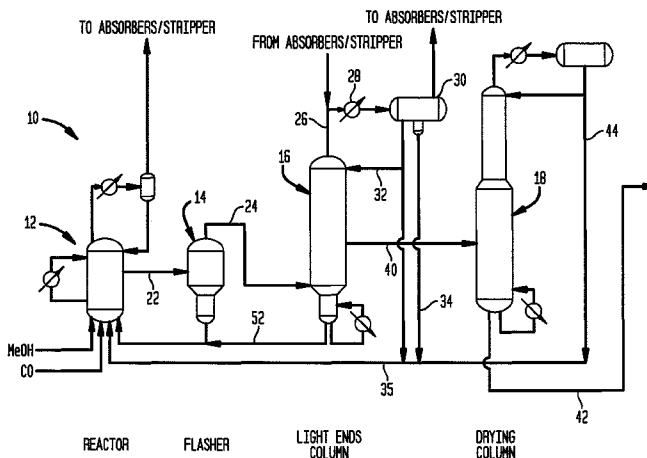 TO ABSORBERS/STRIPPER
TO ABSORBERS/STRIPPER
FROM ABSORBERS/STRIPPER
28
30
10
26
44
16
32
18
14
24
12
22
40
34
52
MeOH
CO
35
42
REACTOR
FLASHER
LIGHT ENDS
COLUMN
DRYING
COLUMN